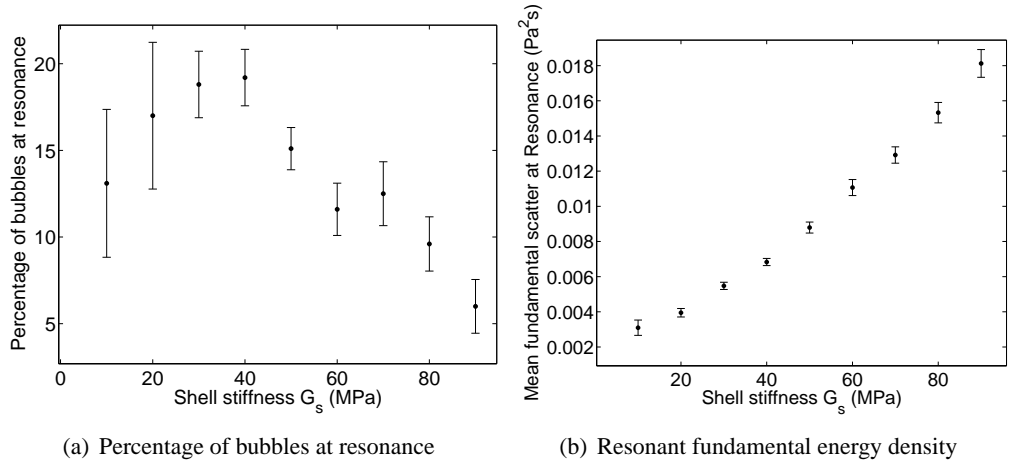 Percentage of bubbles at resonance
20
15
10
5
0 20 40 60 80
Shell stiffness G_s (MPa)
(a) Percentage of bubbles at resonance
Mean fundamental scatter at Resonance (Pa²s)
0.018
0.016
0.014
0.012
0.01
0.008
0.006
0.004
0.002
20 40 60 80
Shell stiffness G_s (MPa)
(b) Resonant fundamental energy density